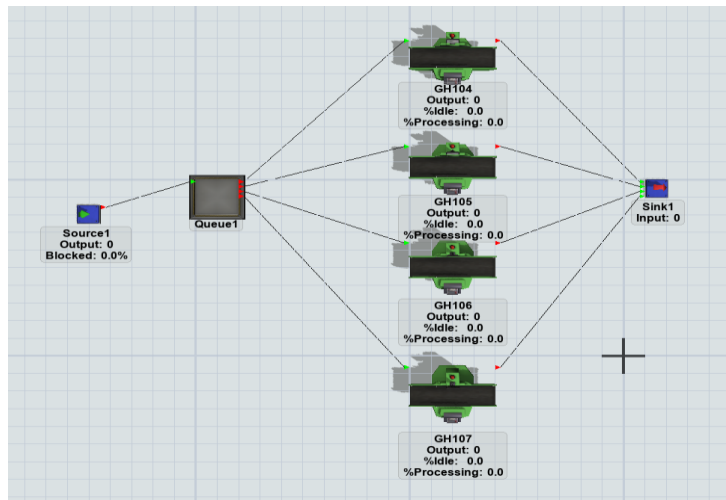 GH104
Output: 0
%Idle: 0.0
%Processing: 0.0
GH105
Output: 0
%Idle: 0.0
%Processing: 0.0
Source1
Output: 0
Blocked: 0.0%
Queue1
Sink1
Input: 0
GH106
Output: 0
%Idle: 0.0
%Processing: 0.0
GH107
Output: 0
%Idle: 0.0
%Processing: 0.0